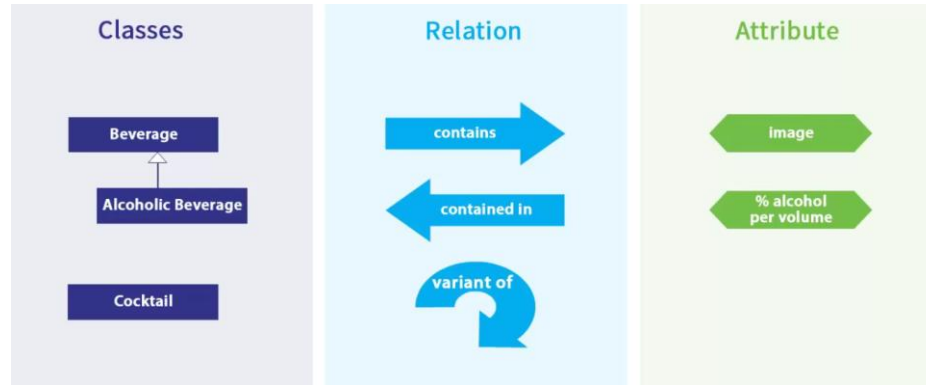 Classes
Beverage
Alcoholic Beverage
Cocktail
Relation
contains
contained in
variant of
Attribute
image
% alcohol
per volume